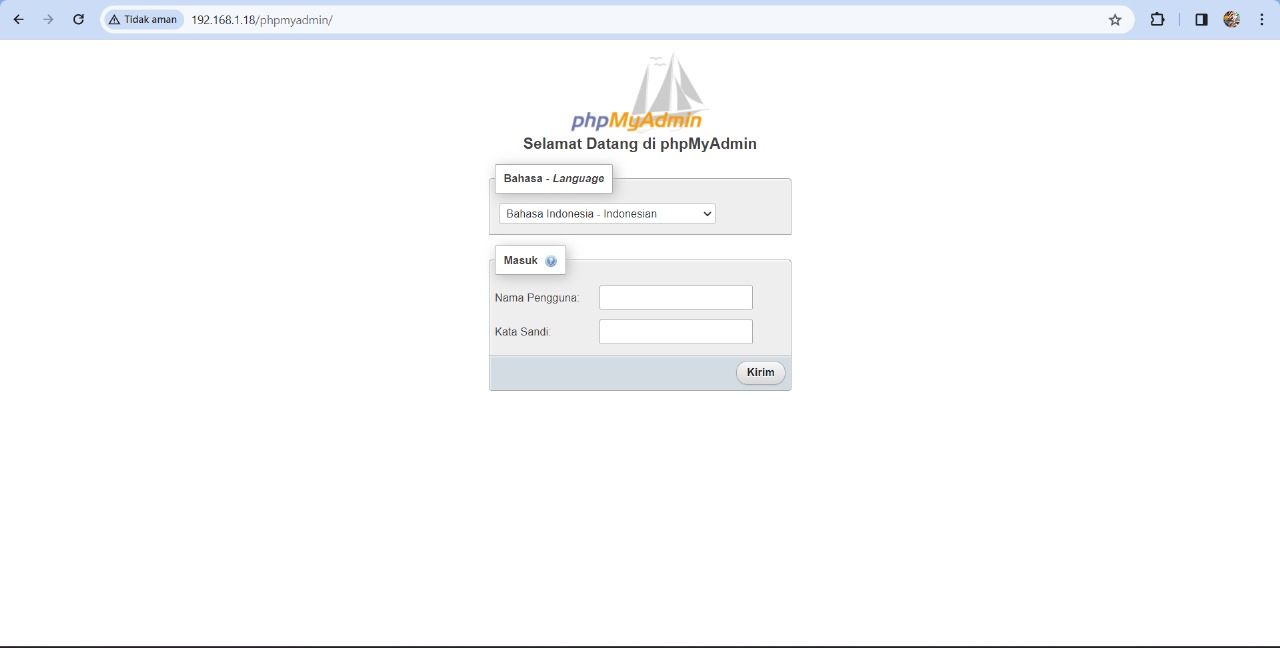 Tidak aman 192.168.1.18/phpmyadmin/
phpMyAdmin
Selamat Datang di phpMyAdmin
Bahasa - Language
Bahasa Indonesia - Indonesian
Masuk
Nama Pengguna:
Kata Sandi:
Kirim